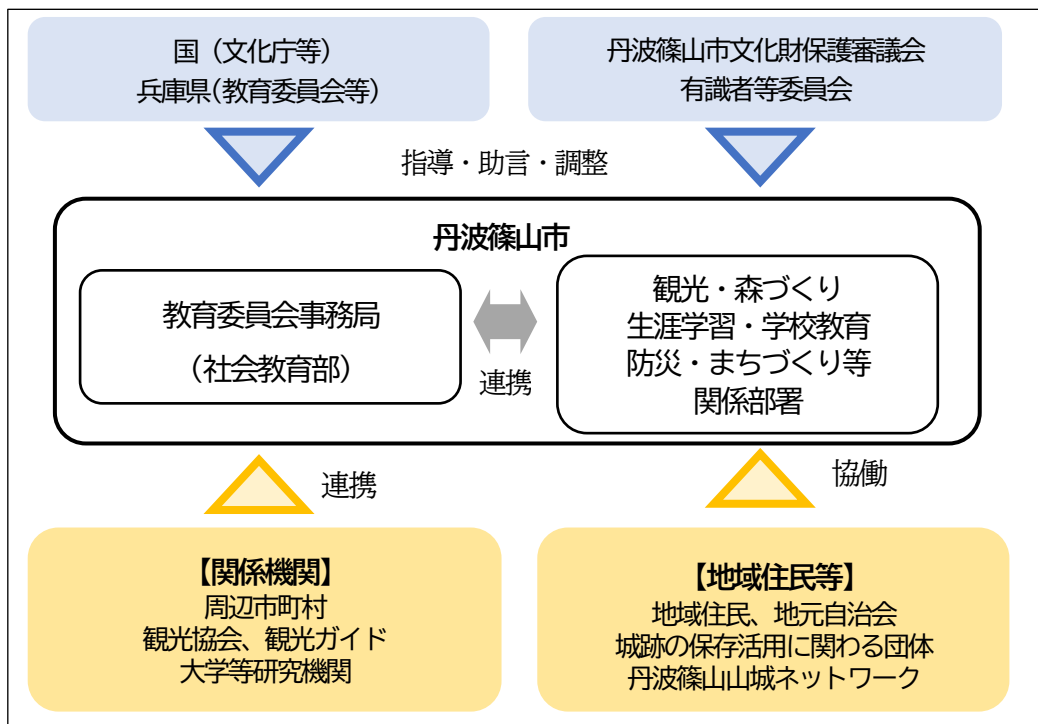 国（文化庁等）
兵庫県（教育委員会等）
丹波篠山市文化財保護審議会
有識者等委員会
指導・助言・調整
丹波篠山市
教育委員会事務局
（社会教育部）
連携
観光・森づくり
生涯学習・学校教育
防災・まちづくり等
関係部署
連携
協働
【関係機関】
周辺市町村
観光協会、観光ガイド
大学等研究機関
【地域住民等】
地域住民、地元自治会
城跡の保存活用に関わる団体
丹波篠山山城ネットワーク